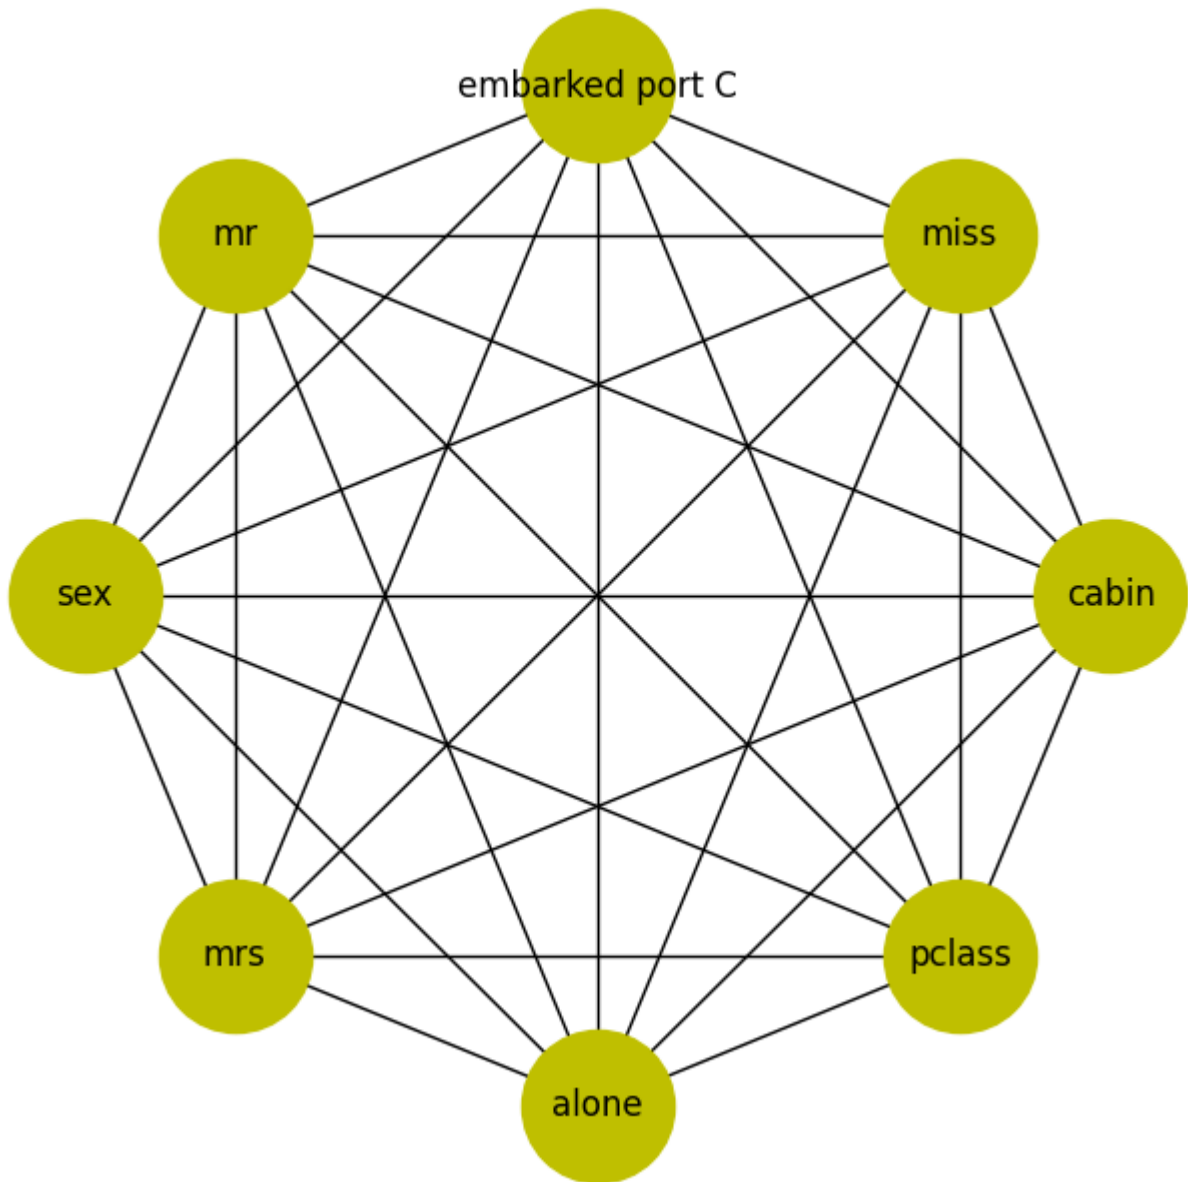 embarked port C
mr
miss
sex
cabin
mrs
pclass
alone